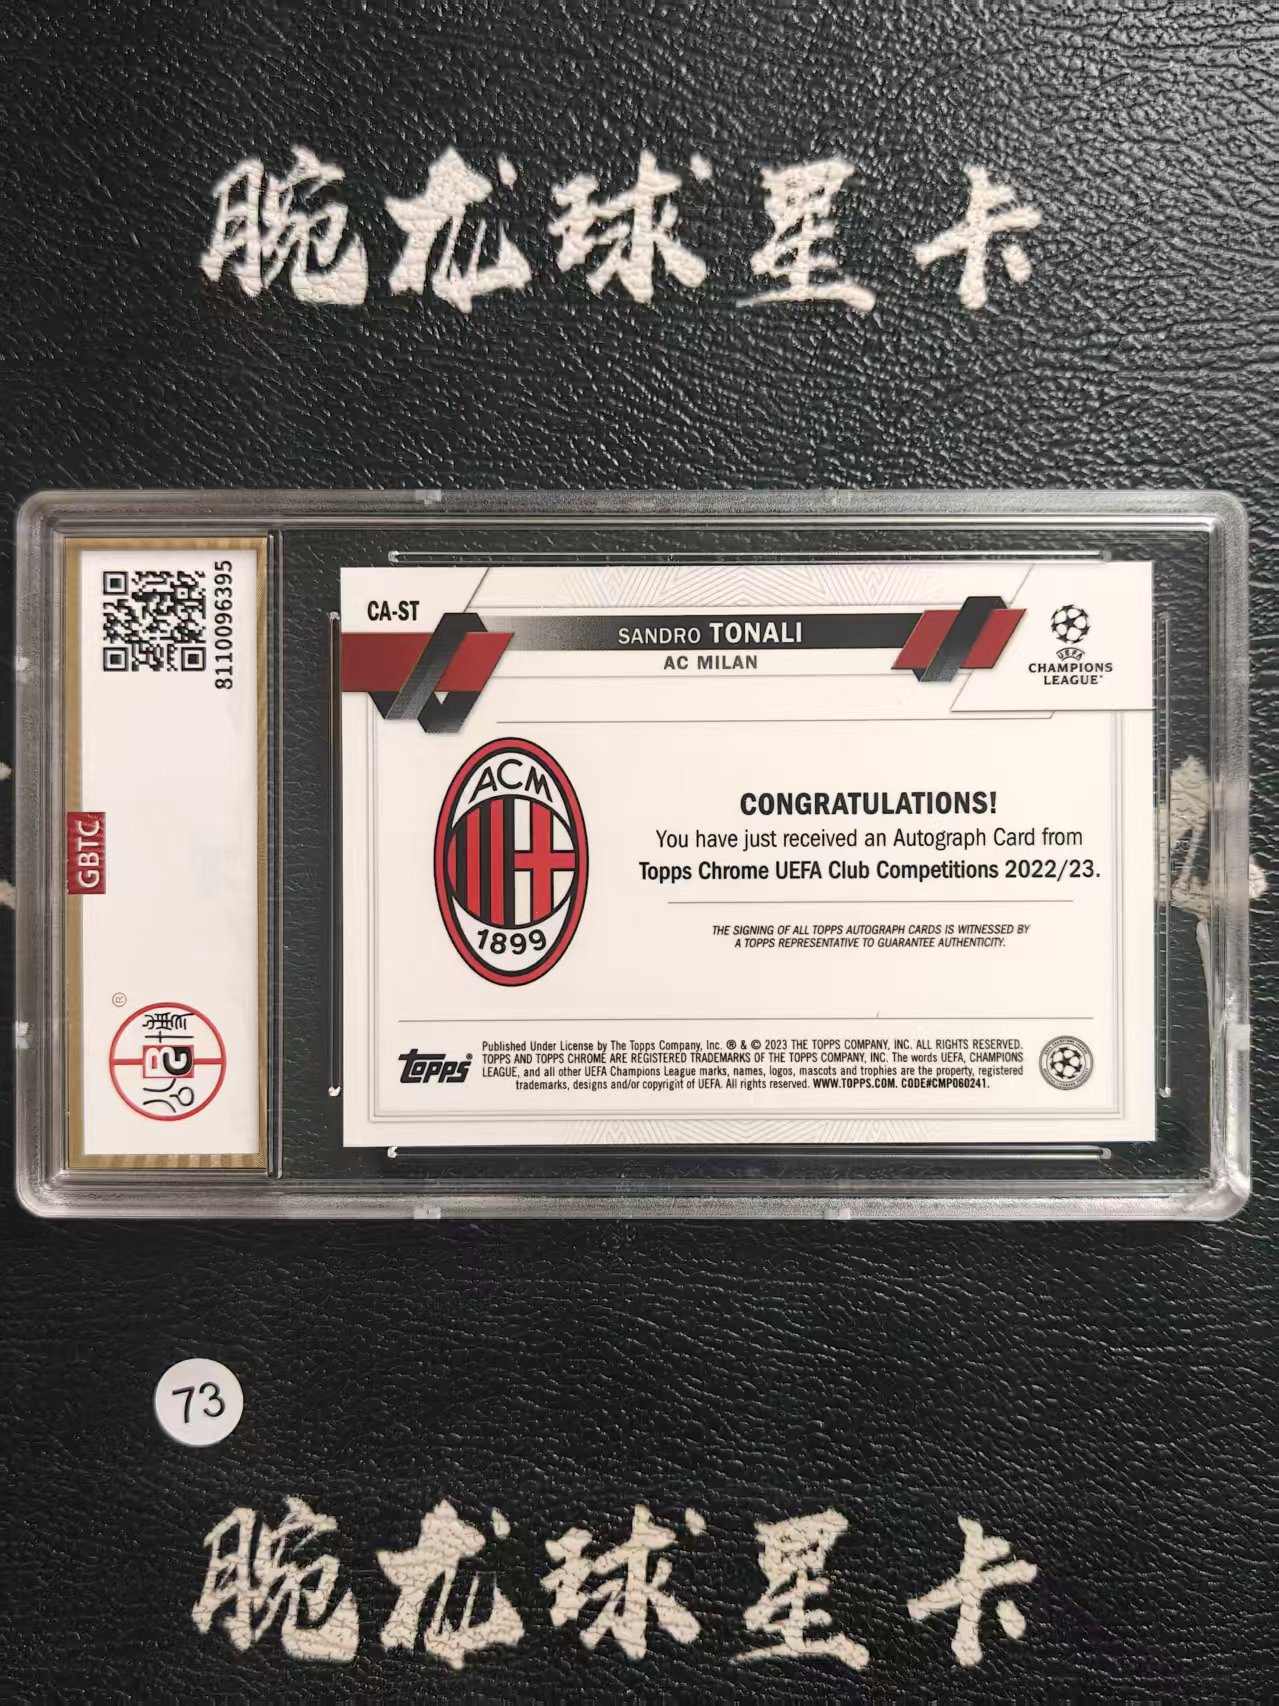 腕龙球星卡
8110096395
GBTC
®
公博
BG
CA-ST
SANDRO TONALI
AC MILAN
UEFA
CHAMPIONS
LEAGUE
ACM
1899
CONGRATULATIONS!
You have just received an Autograph Card from
Topps Chrome UEFA Club Competitions 2022/23.
THE SIGNING OF ALL TOPPS AUTOGRAPH CARDS IS WITNESSED BY
A TOPPS REPRESENTATIVE TO GUARANTEE AUTHENTICITY.
topps®
Published Under License by The Topps Company, Inc. ® & © 2023 THE TOPPS COMPANY, INC. ALL RIGHTS RESERVED.
TOPPS AND TOPPS CHROME ARE REGISTERED TRADEMARKS OF THE TOPPS COMPANY, INC. The words UEFA, CHAMPIONS
LEAGUE, and all other UEFA Champions League marks, names, logos, mascots and trophies are the property, registered
trademarks, designs and/or copyright of UEFA. All rights reserved. WWW.TOPPS.COM. CODE#CMP060241.
73
腕龙球星卡